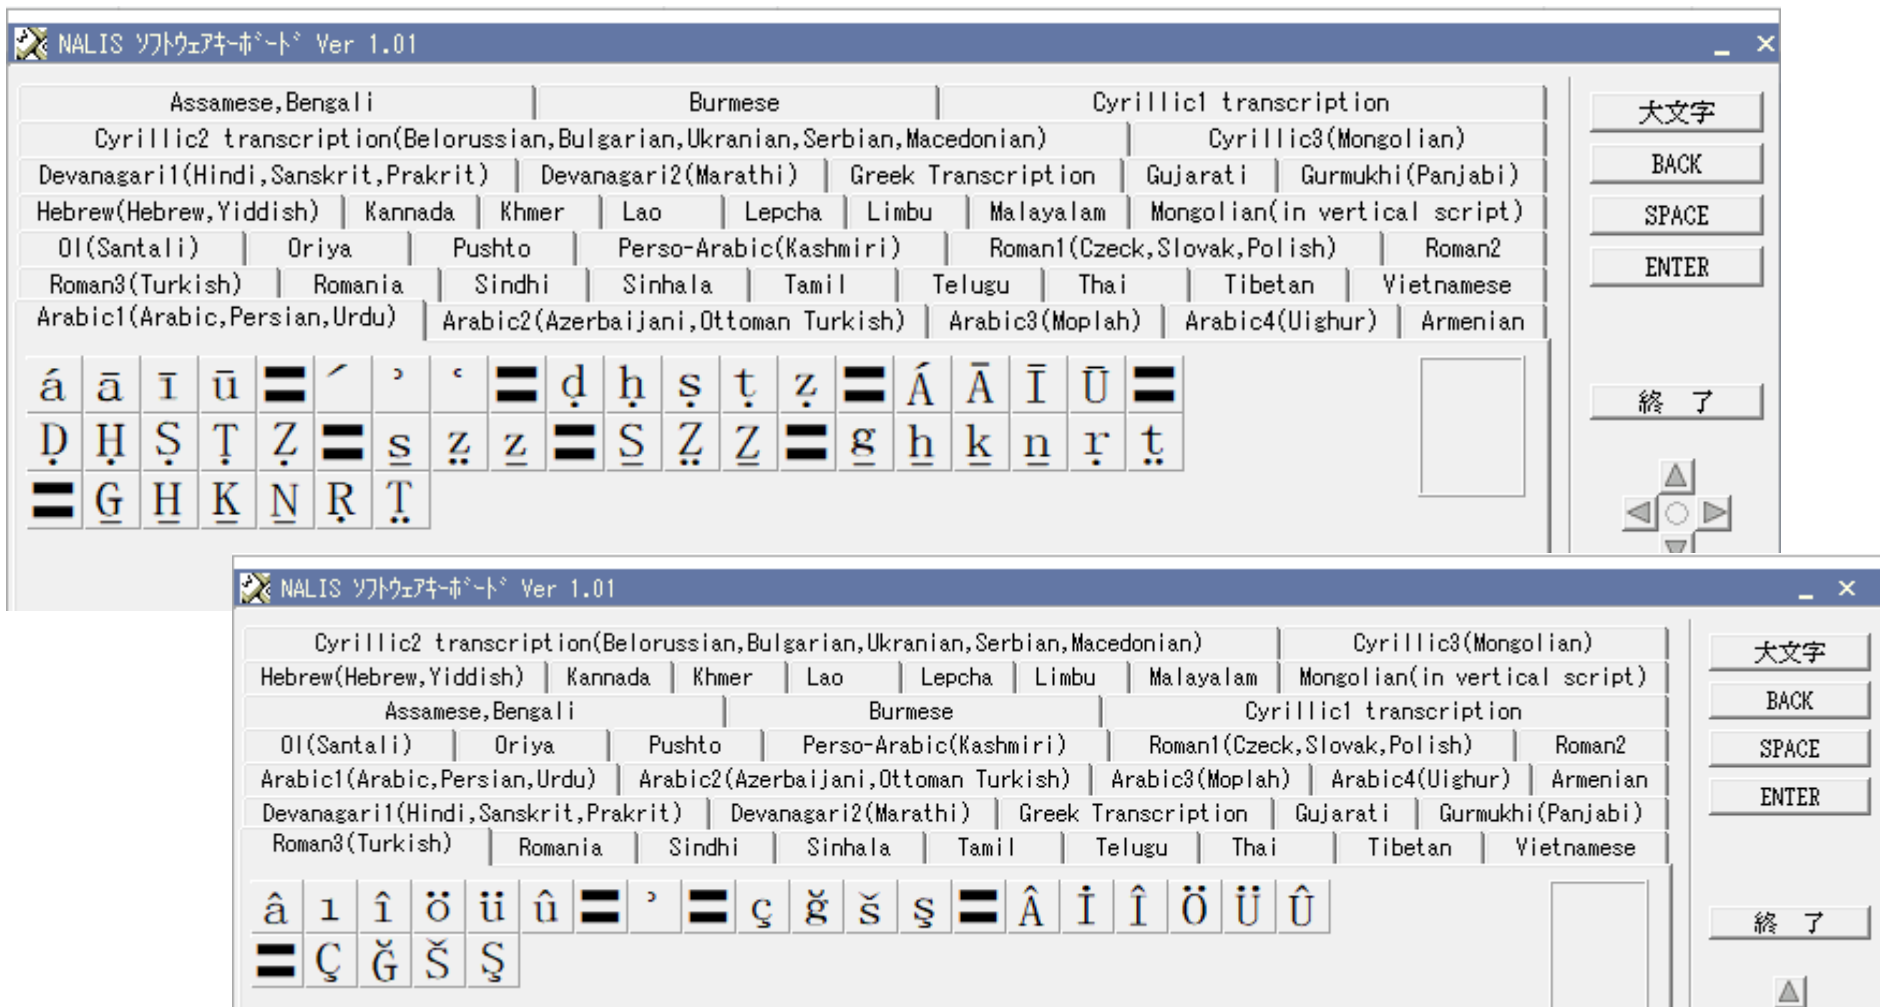 NALIS ｿﾌﾄｳｪｱｷｰﾎﾞｰﾄﾞ Ver 1.01
Assamese,Bengali Burmese Cyrillic1 transcription
Cyrillic2 transcription(Belorussian,Bulgarian,Ukranian,Serbian,Macedonian) Cyrillic3(Mongolian)
Devanagari1(Hindi,Sanskrit,Prakrit) Devanagari2(Marathi) Greek Transcription Gujarati Gurmukhi(Panjabi)
Hebrew(Hebrew,Yiddish) Kannada Khmer Lao Lepcha Limbu Malayalam Mongolian(in vertical script)
Ol(Santali) Oriya Pushto Perso-Arabic(Kashmiri) Roman1(Czeck,Slovak,Polish) Roman2
Roman3(Turkish) Romania Sindhi Sinhala Tamil Telugu Thai Tibetan Vietnamese
Arabic1(Arabic,Persian,Urdu) Arabic2(Azerbaijani,Ottoman Turkish) Arabic3(Moplah) Arabic4(Uighur) Armenian
á ā ī ū 〓 ˊ ʾ ʿ 〓 ḍ ḥ ṣ ṭ ẓ 〓 Á Ā Ī Ū 〓
Ḍ Ḥ Ṣ Ṭ Ẓ 〓 s̱ z̤ ẕ 〓 S̱ Z̤ Ẕ 〓 g̱ ẖ ḵ ṉ ṛ t̤
〓 G̱ H̱ Ḵ Ṉ Ṛ T̤
大文字
BACK
SPACE
ENTER
終 了
NALIS ｿﾌﾄｳｪｱｷｰﾎﾞｰﾄﾞ Ver 1.01
Cyrillic2 transcription(Belorussian,Bulgarian,Ukranian,Serbian,Macedonian) Cyrillic3(Mongolian)
Hebrew(Hebrew,Yiddish) Kannada Khmer Lao Lepcha Limbu Malayalam Mongolian(in vertical script)
Assamese,Bengali Burmese Cyrillic1 transcription
Ol(Santali) Oriya Pushto Perso-Arabic(Kashmiri) Roman1(Czeck,Slovak,Polish) Roman2
Arabic1(Arabic,Persian,Urdu) Arabic2(Azerbaijani,Ottoman Turkish) Arabic3(Moplah) Arabic4(Uighur) Armenian
Devanagari1(Hindi,Sanskrit,Prakrit) Devanagari2(Marathi) Greek Transcription Gujarati Gurmukhi(Panjabi)
Roman3(Turkish) Romania Sindhi Sinhala Tamil Telugu Thai Tibetan Vietnamese
â ı î ö ü û 〓 ʾ 〓 ç ğ š ş 〓 Â İ Î Ö Ü Û
〓 Ç Ğ Š Ş
大文字
BACK
SPACE
ENTER
終 了